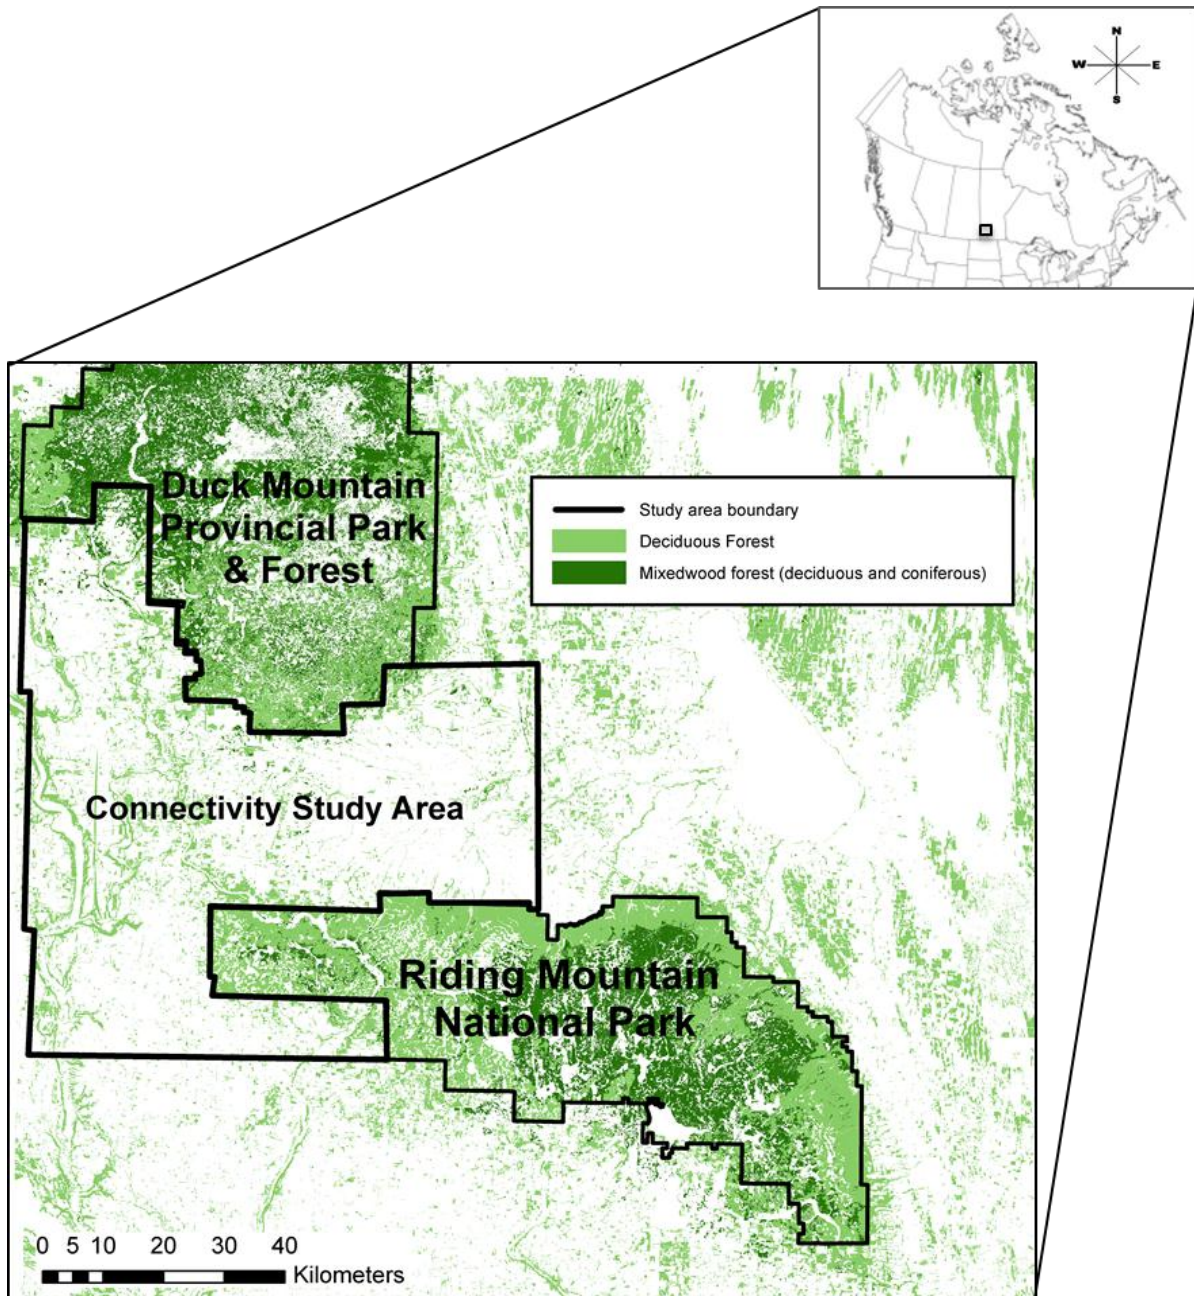 N
W E
S
Duck Mountain
Provincial Park
& Forest
Study area boundary
Deciduous Forest
Mixedwood forest (deciduous and coniferous)
Connectivity Study Area
Riding Mountain
National Park
0 5 10 20 30 40
Kilometers